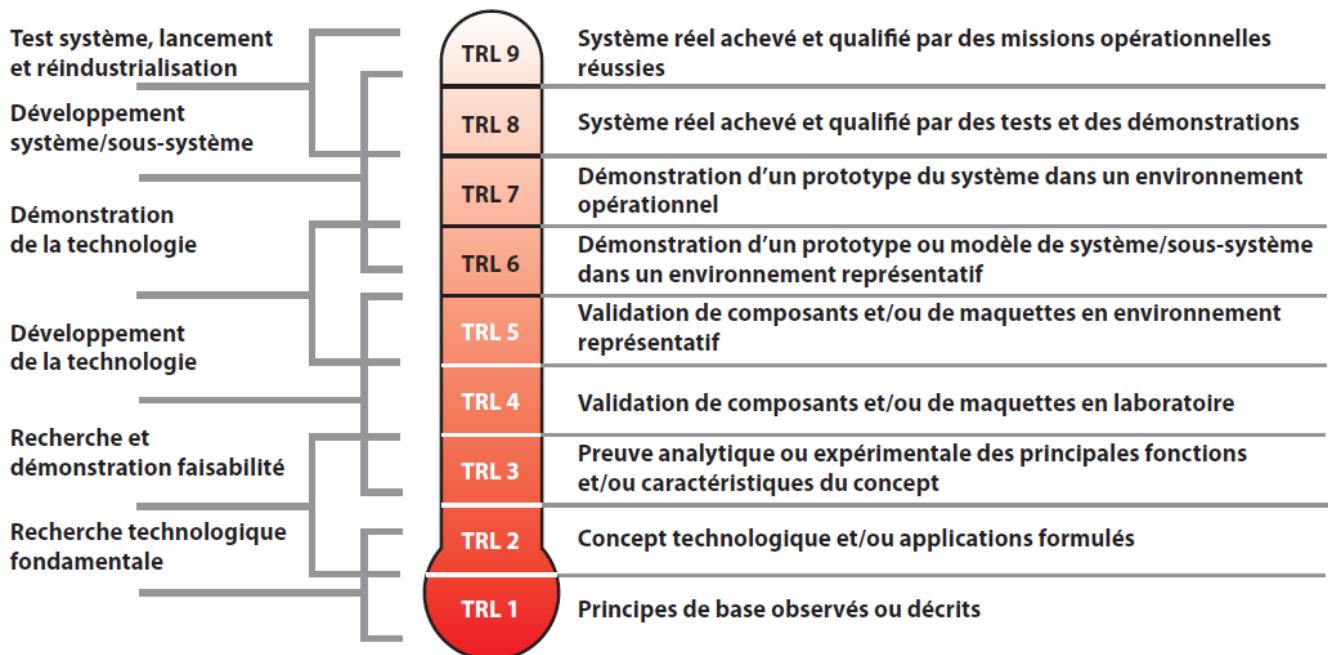 Test système, lancement
et réindustrialisation
Développement
système/sous-système
Démonstration
de la technologie
Développement
de la technologie
Recherche et
démonstration faisabilité
Recherche technologique
fondamentale
TRL 9
Système réel achevé et qualifié par des missions opérationnelles
réussies
TRL 8
Système réel achevé et qualifié par des tests et des démonstrations
TRL 7
Démonstration d’un prototype du système dans un environnement
opérationnel
TRL 6
Démonstration d’un prototype ou modèle de système/sous-système
dans un environnement représentatif
TRL 5
Validation de composants et/ou de maquettes en environnement
représentatif
TRL 4
Validation de composants et/ou de maquettes en laboratoire
TRL 3
Preuve analytique ou expérimentale des principales fonctions
et/ou caractéristiques du concept
TRL 2
Concept technologique et/ou applications formulés
TRL 1
Principes de base observés ou décrits